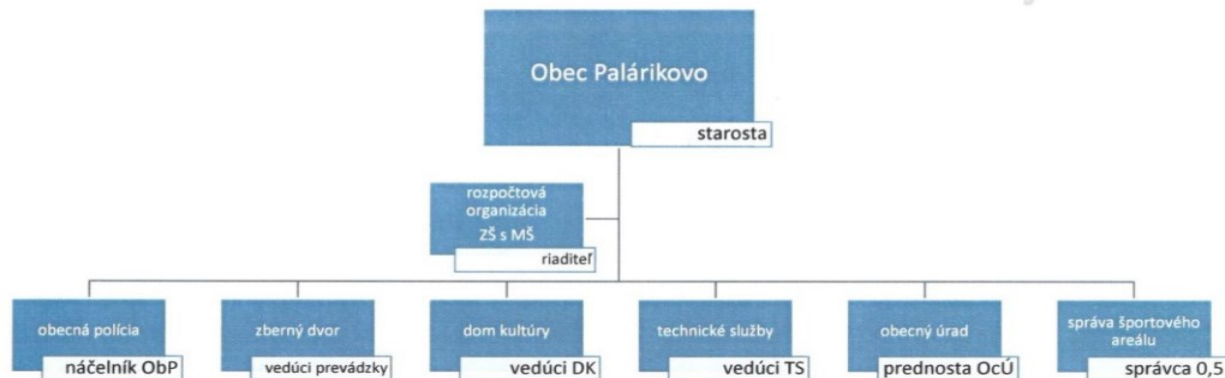 Obec Palárikovo
starosta
rozpočtová
organizácia
ZŠ s MŠ
riaditeľ
obecná polícia
náčelník ObP
zberný dvor
vedúci prevádzky
dom kultúry
vedúci DK
technické služby
vedúci TS
obecný úrad
prednosta OcÚ
správa športového
areálu
správca 0,5